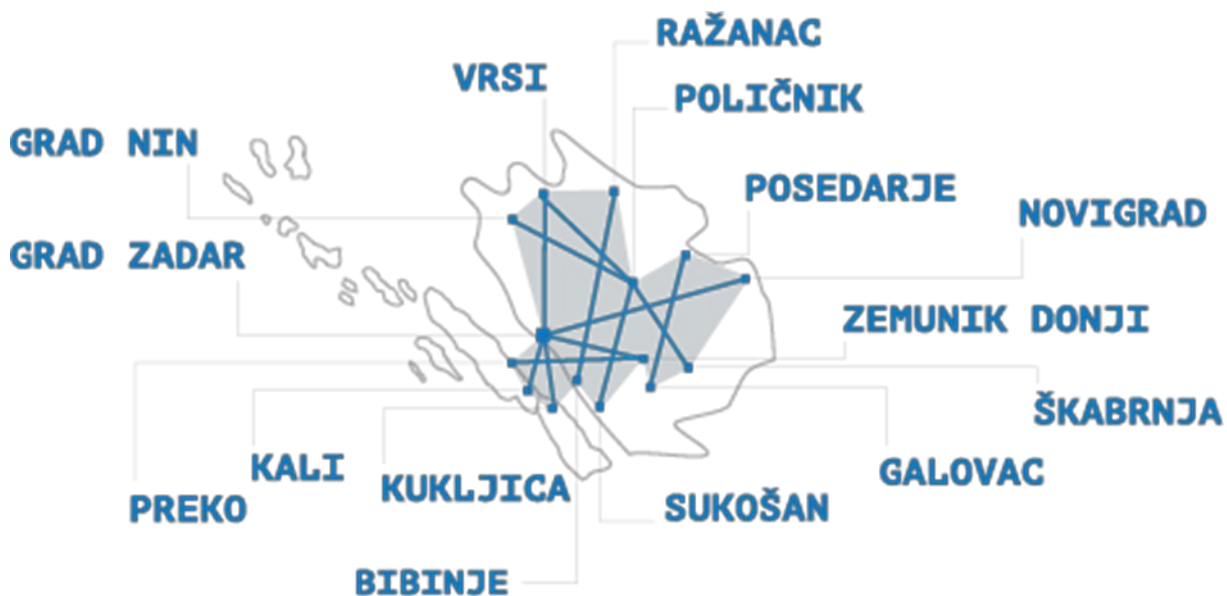 RAŽANAC
VRSI
POLIČNIK
GRAD NIN
POSEDARJE
NOVIGRAD
GRAD ZADAR
ZEMUNIK DONJI
ŠKABRNJA
KALI
GALOVAC
KUKLJICA
PREKO
SUKOŠAN
BIBINJE